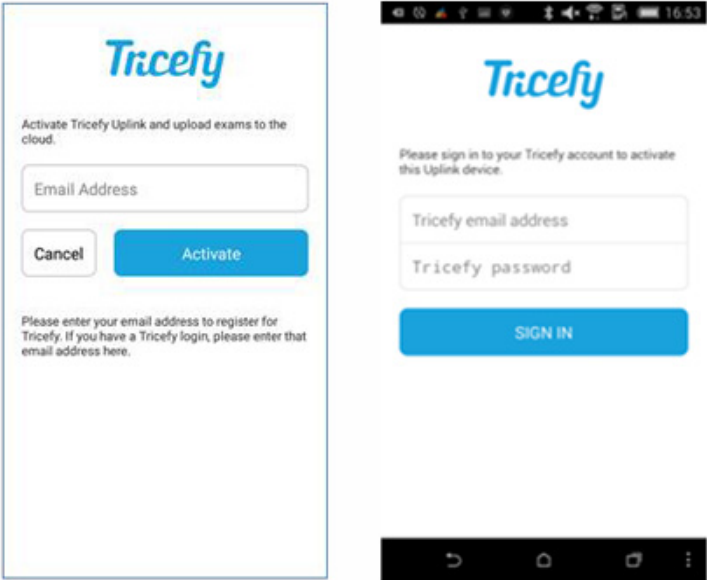 Tricefy
Activate Tricefy Uplink and upload exams to the
cloud.
Email Address
Cancel
Activate
Please enter your email address to register for
Tricefy. If you have a Tricefy login, please enter that
email address here.
16:53
Tricefy
Please sign in to your Tricefy account to activate
this Uplink device.
Tricefy email address
Tricefy password
SIGN IN